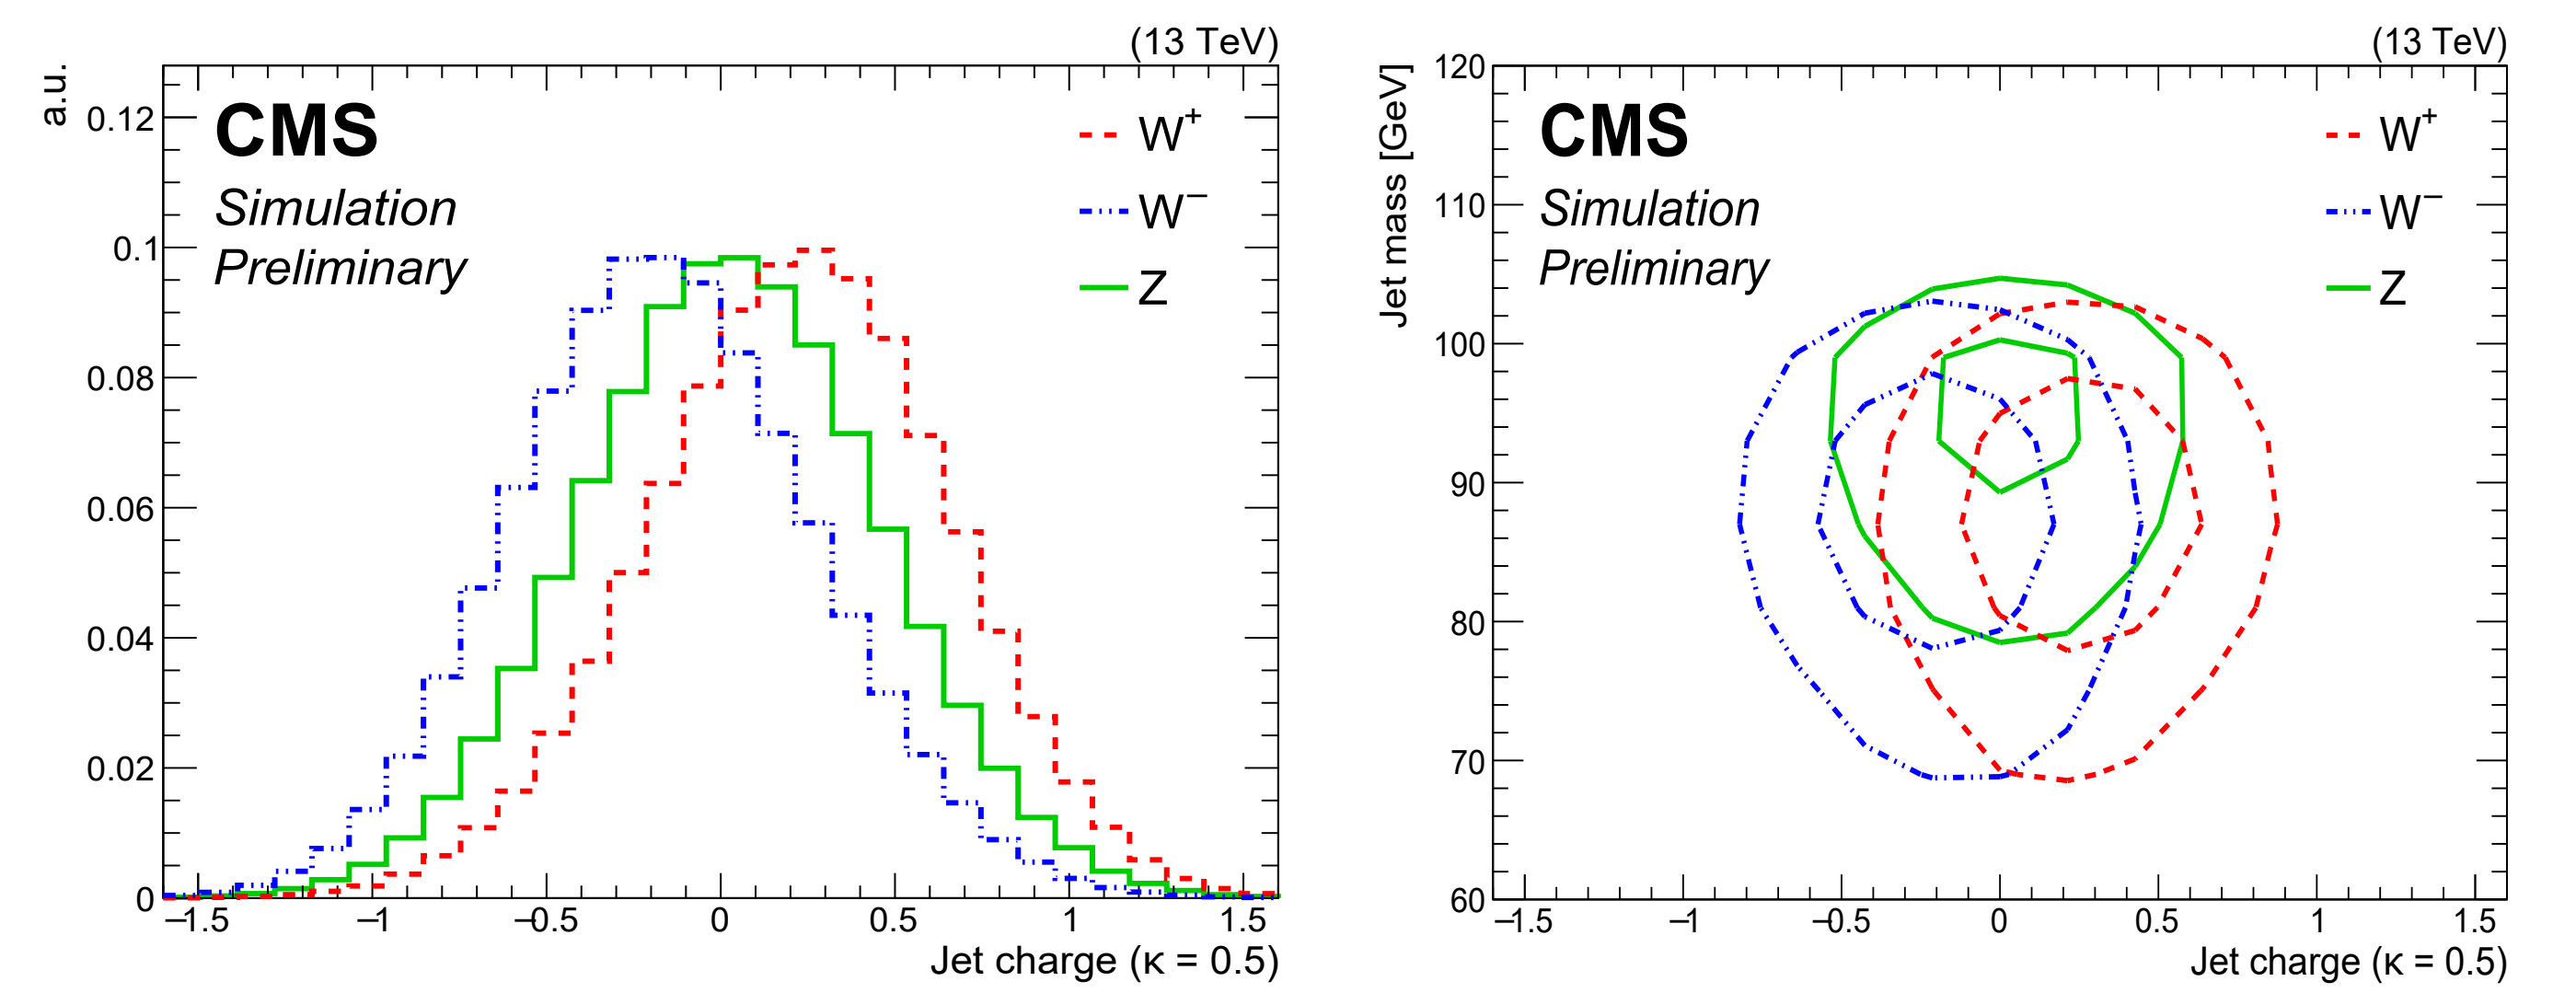 (13 TeV)
a.u.
0.12
0.1
0.08
0.06
0.04
0.02
0
CMS
Simulation
Preliminary
W+
W−
Z
−1.5 −1 −0.5 0 0.5 1 1.5
Jet charge (κ = 0.5)
(13 TeV)
Jet mass [GeV]
120
110
100
90
80
70
60
CMS
Simulation
Preliminary
W+
W−
Z
−1.5 −1 −0.5 0 0.5 1 1.5
Jet charge (κ = 0.5)